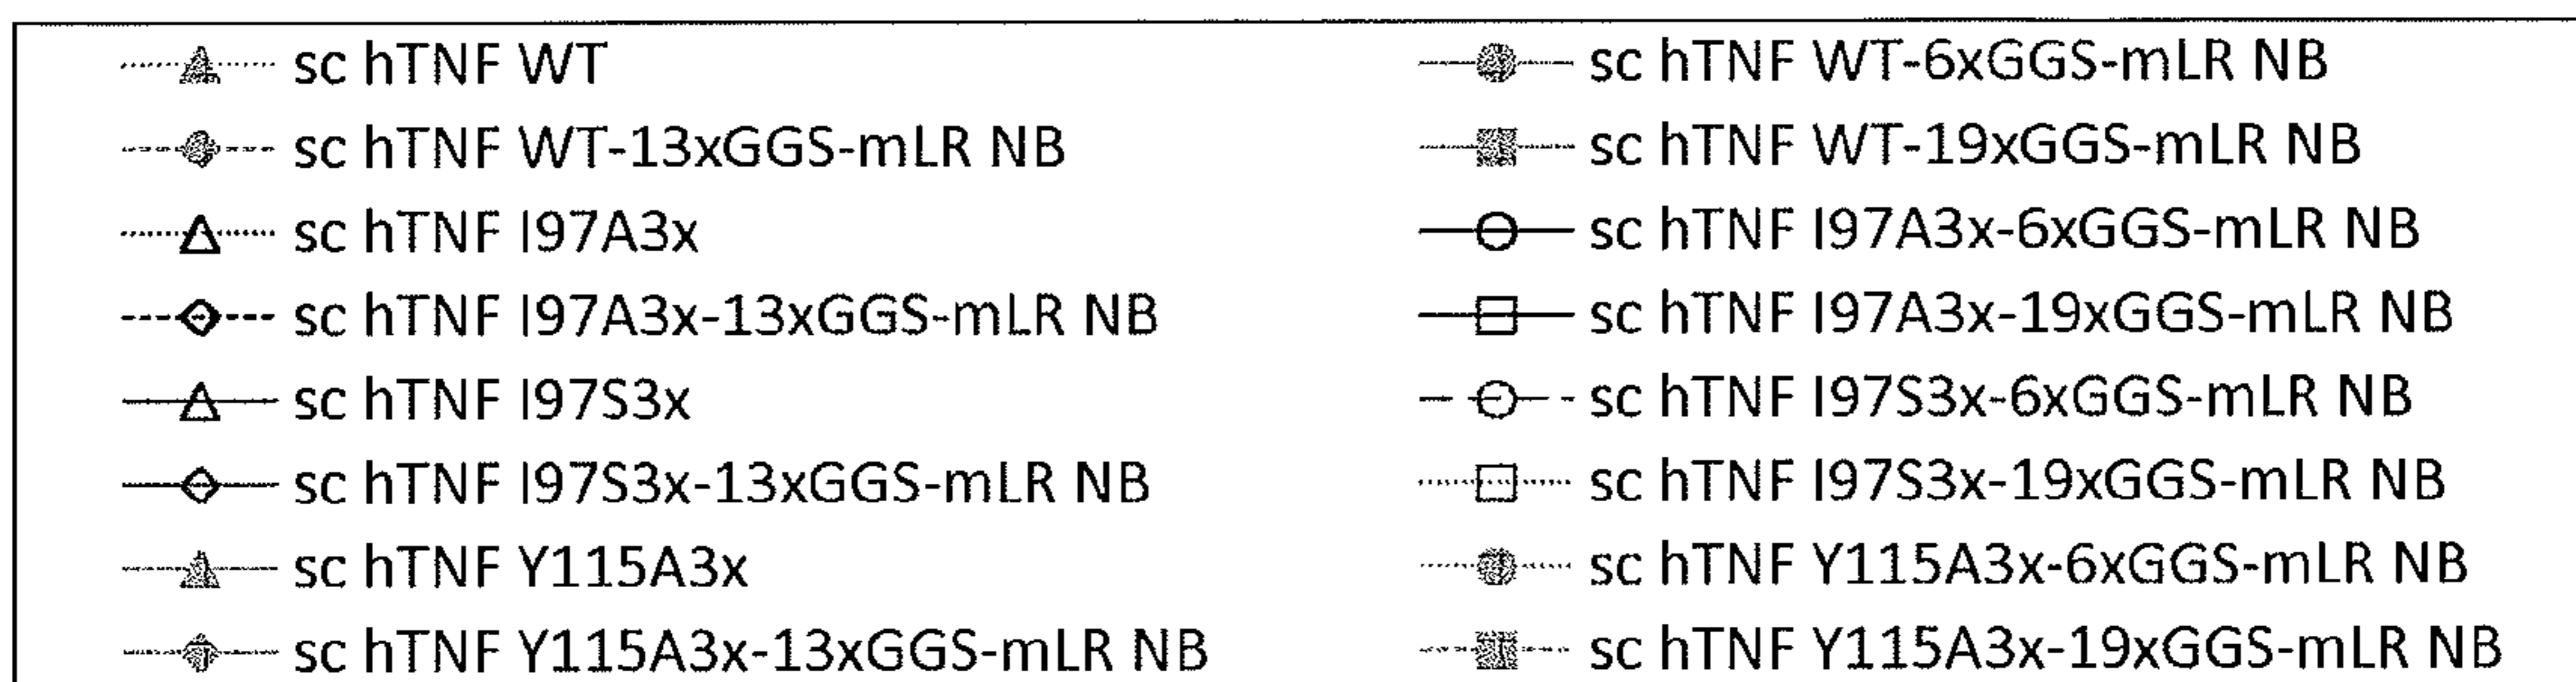 sc hTNF WT
sc hTNF WT-6xGGS-mLR NB
sc hTNF WT-13xGGS-mLR NB
sc hTNF WT-19xGGS-mLR NB
sc hTNF I97A3x
sc hTNF I97A3x-6xGGS-mLR NB
sc hTNF I97A3x-13xGGS-mLR NB
sc hTNF I97A3x-19xGGS-mLR NB
sc hTNF I97S3x
sc hTNF I97S3x-6xGGS-mLR NB
sc hTNF I97S3x-13xGGS-mLR NB
sc hTNF I97S3x-19xGGS-mLR NB
sc hTNF Y115A3x
sc hTNF Y115A3x-6xGGS-mLR NB
sc hTNF Y115A3x-13xGGS-mLR NB
sc hTNF Y115A3x-19xGGS-mLR NB